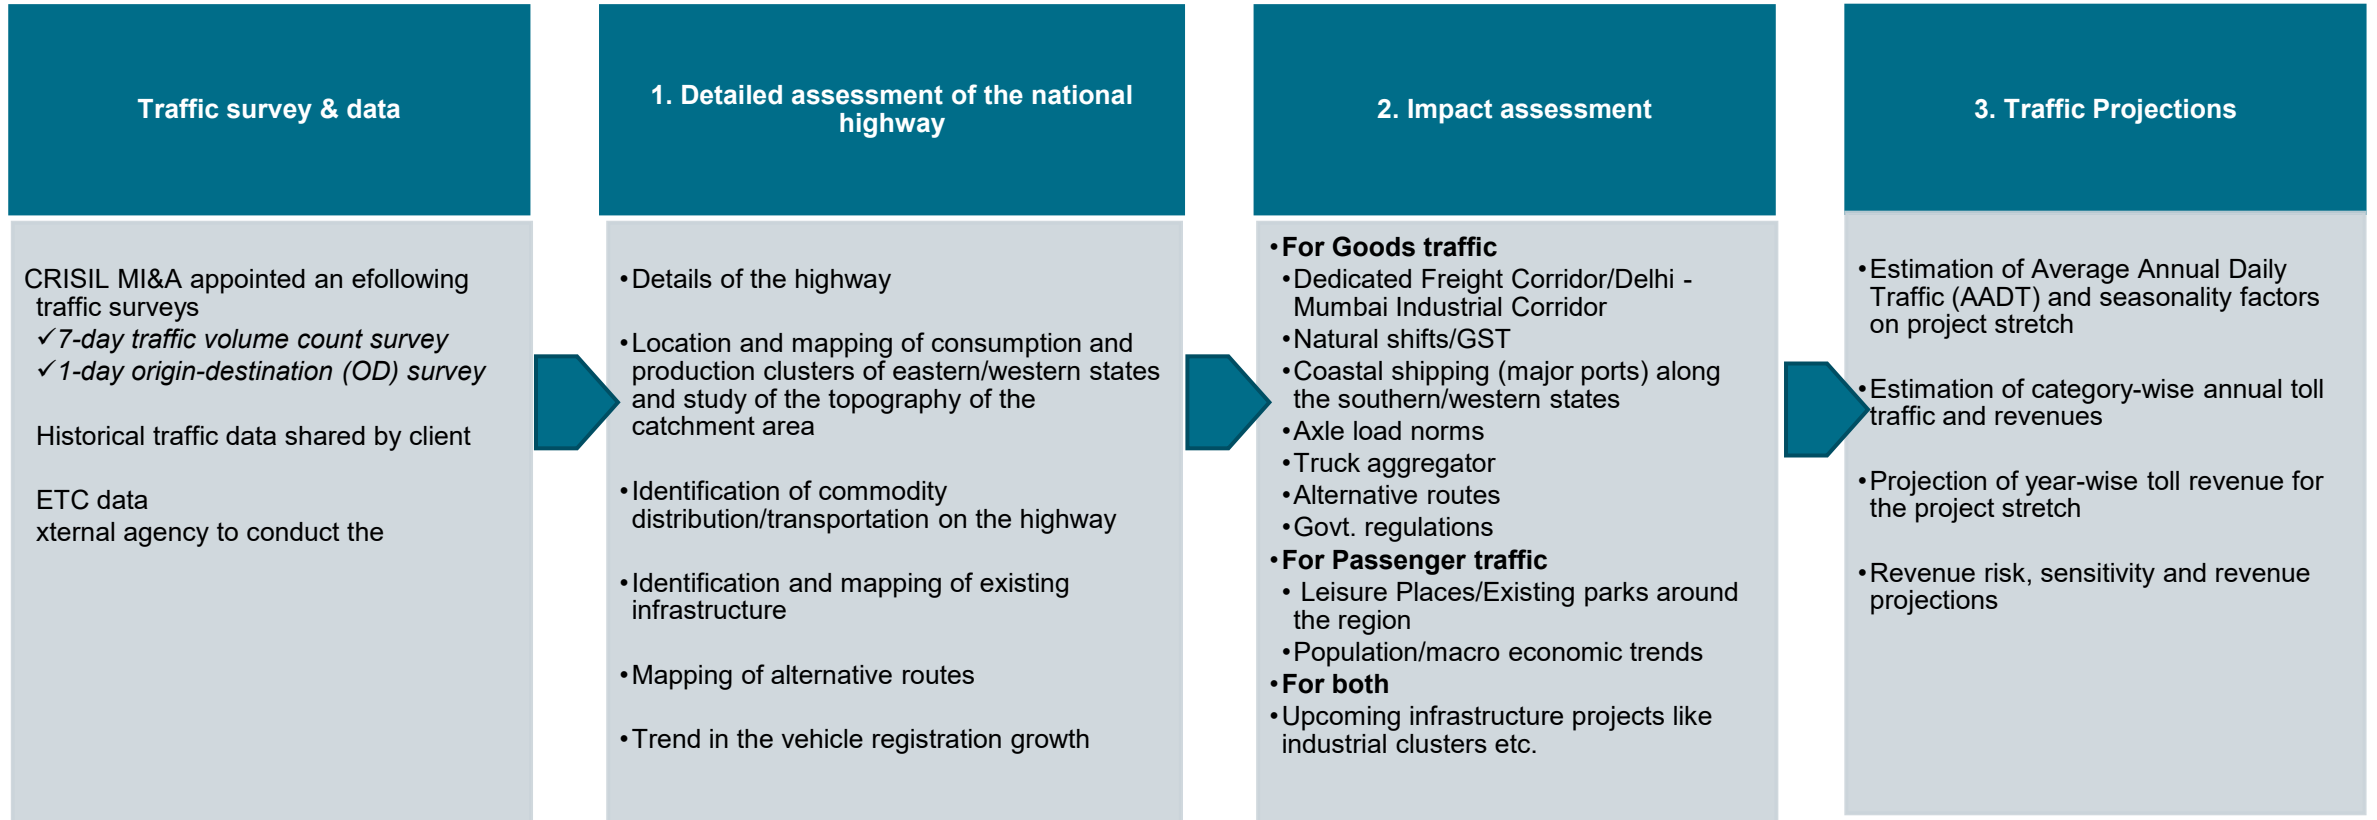 Traffic survey & data
CRISIL MI&A appointed an efollowing
traffic surveys
✓7-day traffic volume count survey
✓1-day origin-destination (OD) survey
Historical traffic data shared by client
ETC data
xternal agency to conduct the
1. Detailed assessment of the national
highway
•Details of the highway
•Location and mapping of consumption and
production clusters of eastern/western states
and study of the topography of the
catchment area
•Identification of commodity
distribution/transportation on the highway
•Identification and mapping of existing
infrastructure
•Mapping of alternative routes
•Trend in the vehicle registration growth
2. Impact assessment
•For Goods traffic
•Dedicated Freight Corridor/Delhi -
Mumbai Industrial Corridor
•Natural shifts/GST
•Coastal shipping (major ports) along
the southern/western states
•Axle load norms
•Truck aggregator
•Alternative routes
•Govt. regulations
•For Passenger traffic
• Leisure Places/Existing parks around
the region
•Population/macro economic trends
•For both
•Upcoming infrastructure projects like
industrial clusters etc.
3. Traffic Projections
•Estimation of Average Annual Daily
Traffic (AADT) and seasonality factors
on project stretch
•Estimation of category-wise annual toll
traffic and revenues
•Projection of year-wise toll revenue for
the project stretch
•Revenue risk, sensitivity and revenue
projections